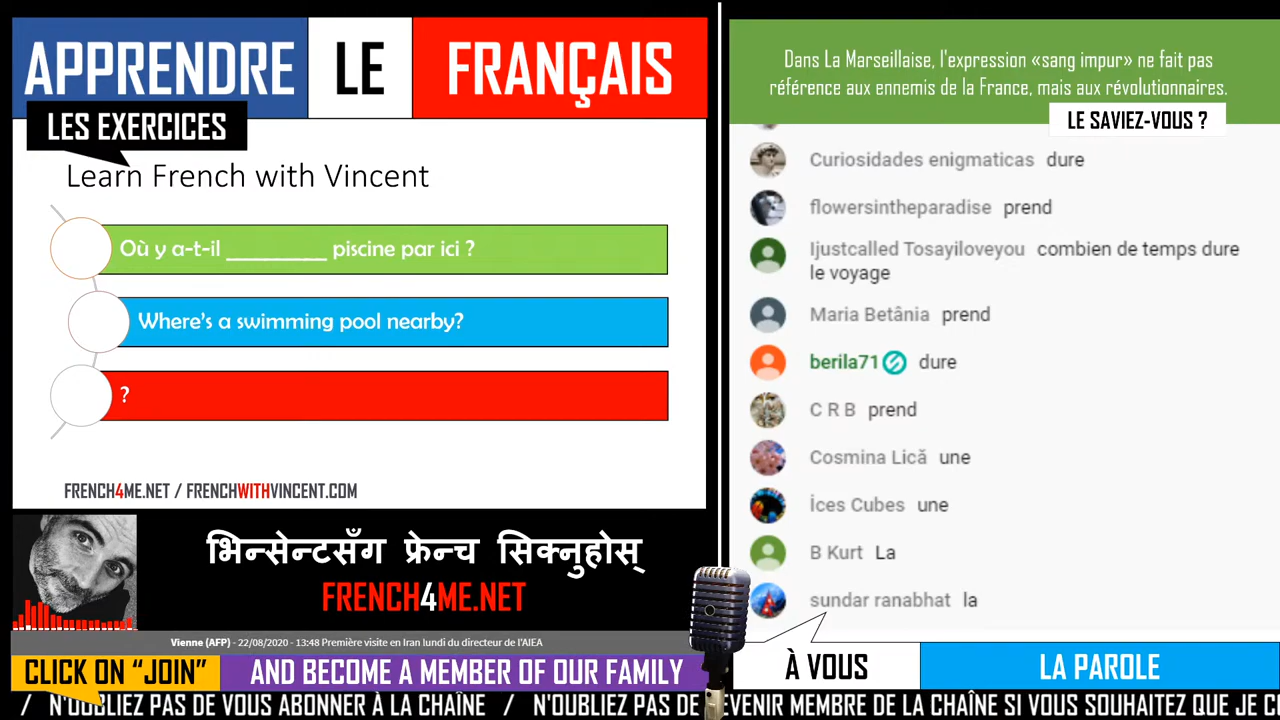 APPRENDRE LE FRANÇAIS
LES EXERCICES
Learn French with Vincent
Où y a-t-il __________ piscine par ici ?
Where's a swimming pool nearby?
?
FRENCH4ME.NET / FRENCHWITHVINCENT.COM
भिन्सेन्टसँग फ्रेन्च सिक्नुहोस्
FRENCH4ME.NET
Vienne (AFP) - 22/08/2020 - 13:48 Première visite en Iran lundi du directeur de l'AIEA
CLICK ON “JOIN” AND BECOME A MEMBER OF OUR FAMILY
Dans La Marseillaise, l'expression «sang impur» ne fait pas
référence aux ennemis de la France, mais aux révolutionnaires.
LE SAVIEZ-VOUS ?
Curiosidades enigmaticas dure
flowersintheparadise prend
Ijustcalled Tosayiloveyou combien de temps dure
le voyage
Maria Betânia prend
berila71 dure
C R B prend
Cosmina Lică une
İces Cubes une
B Kurt La
sundar ranabhat la
À VOUS LA PAROLE
/ N'OUBLIEZ PAS DE VOUS ABONNER À LA CHAÎNE / N'OUBLIEZ PAS DE VENIR MEMBRE DE LA CHAÎNE SI VOUS SOUHAITEZ QUE JE C